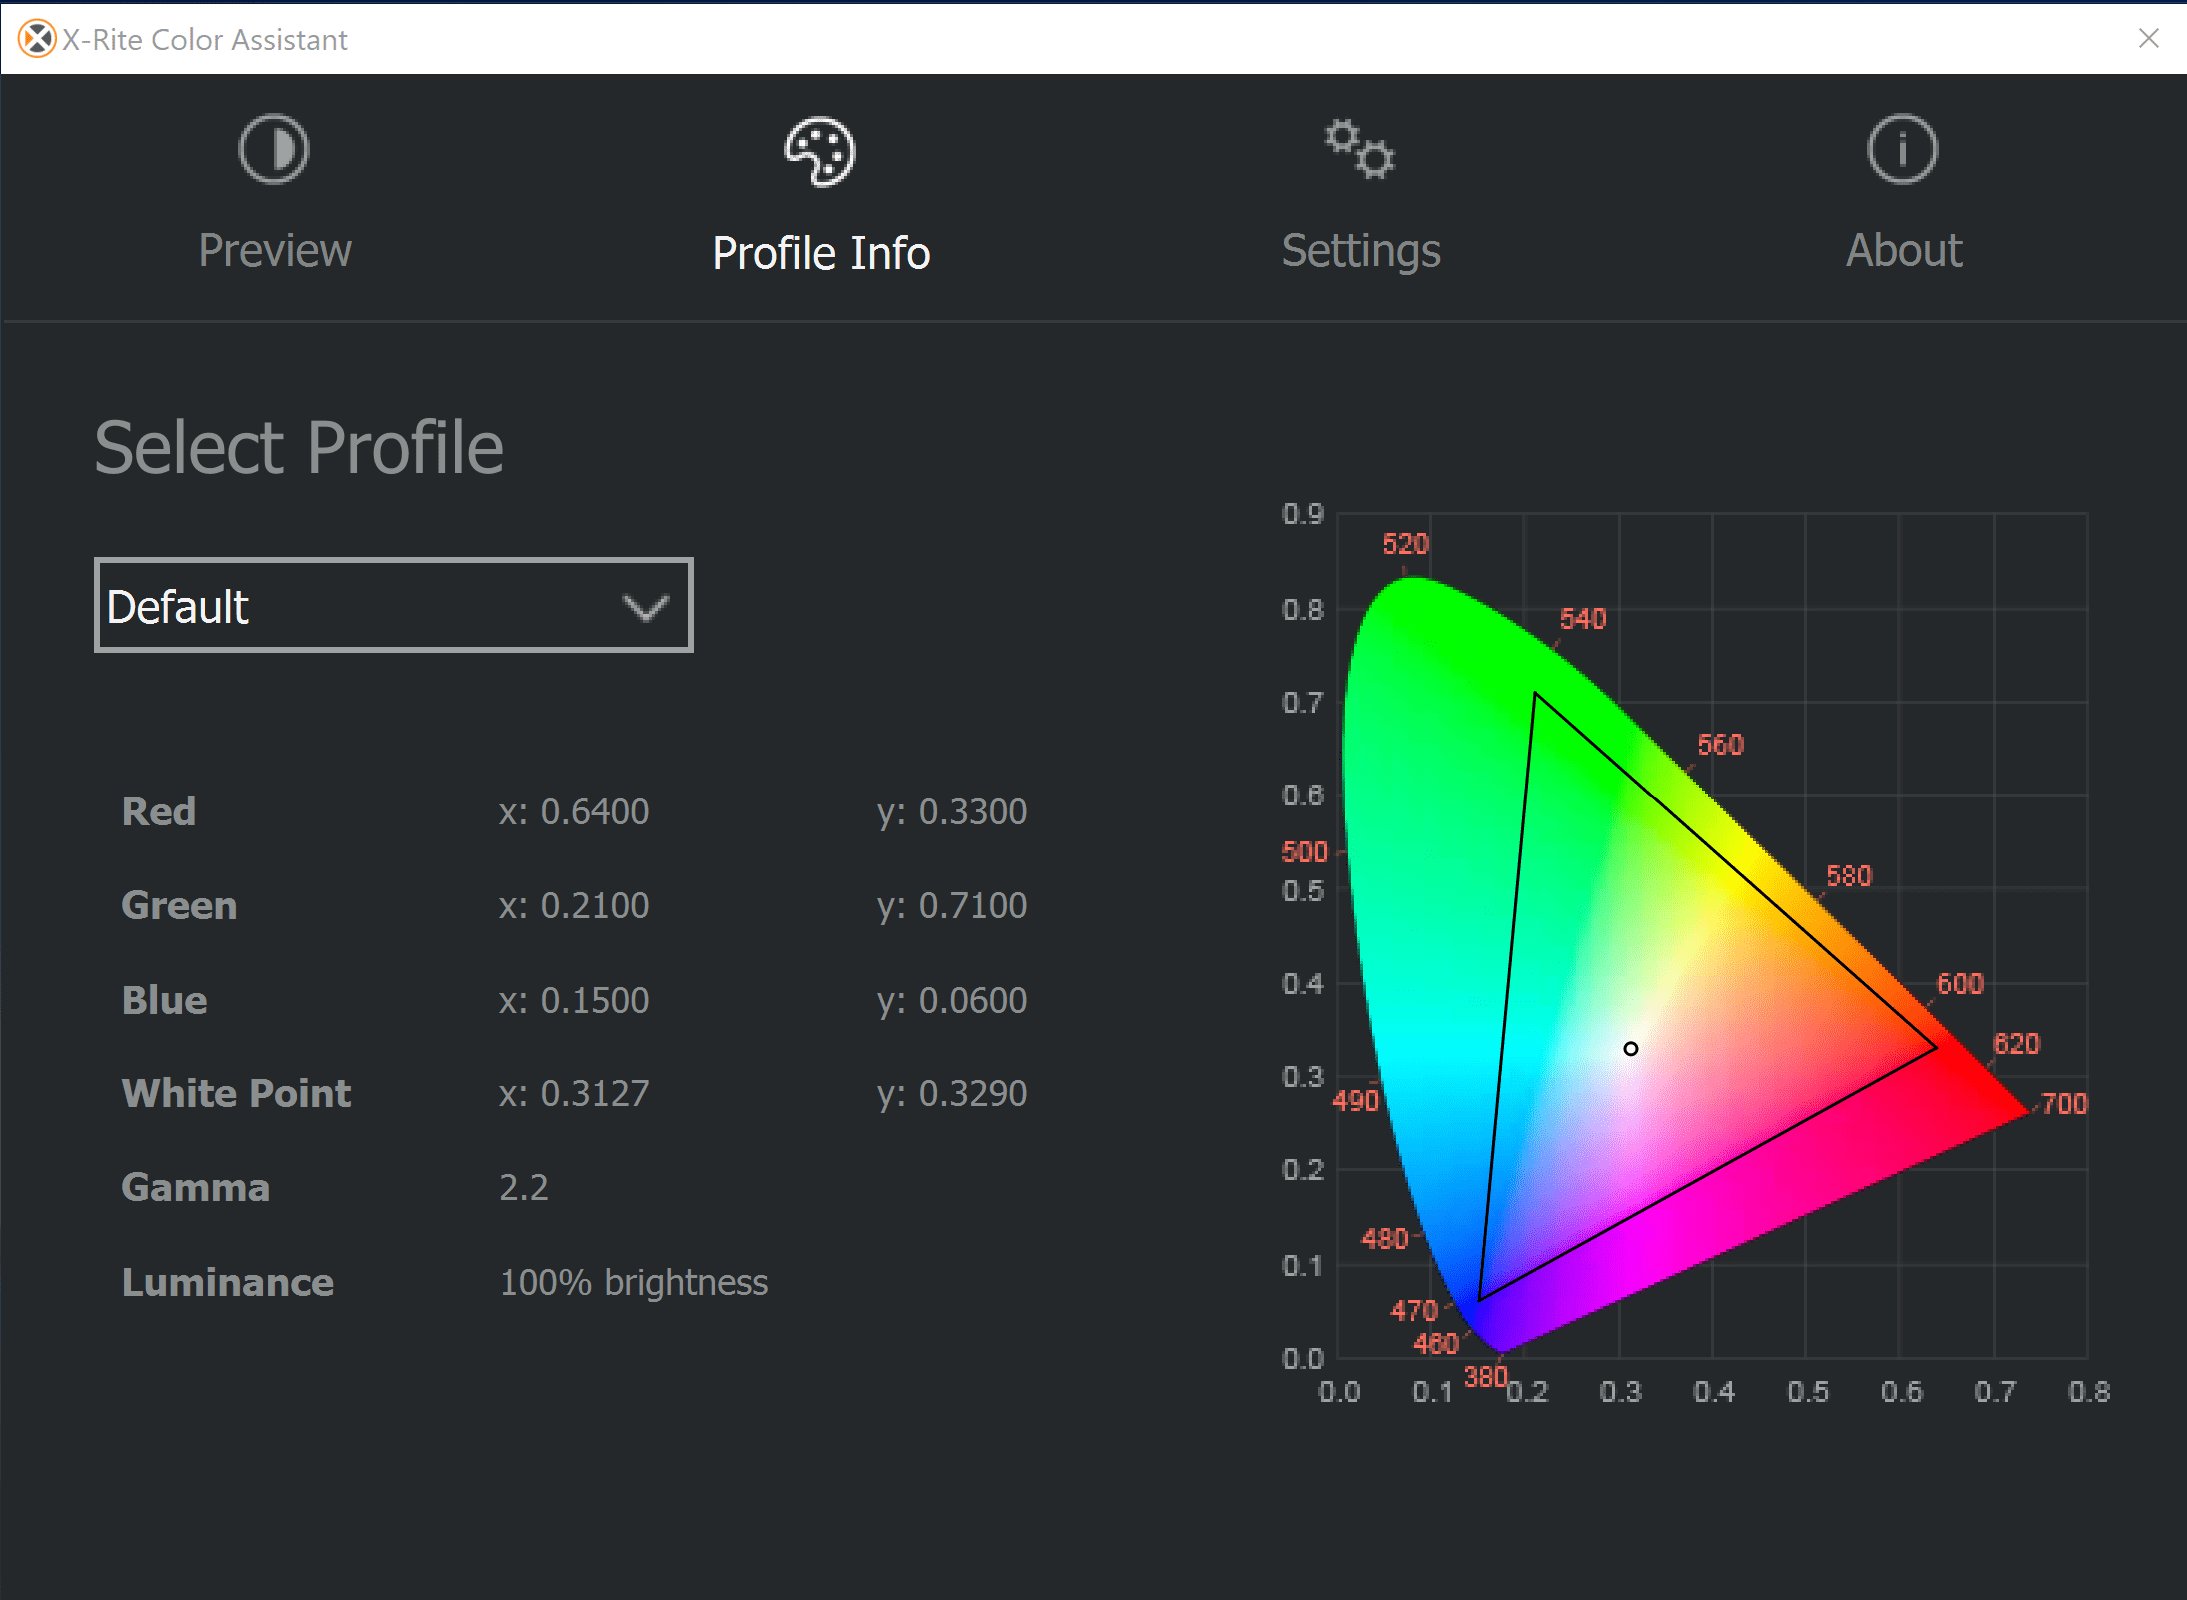 X-Rite Color Assistant
Preview
Profile Info
Settings
About
Select Profile
Default
Red x: 0.6400 y: 0.3300
Green x: 0.2100 y: 0.7100
Blue x: 0.1500 y: 0.0600
White Point x: 0.3127 y: 0.3290
Gamma 2.2
Luminance 100% brightness
0.9
520
0.8
540
0.7
560
0.6
500
580
0.5
0.4
600
620
0.3
490
700
0.2
480
0.1
470
460
0.0
380
0.0 0.1 0.2 0.3 0.4 0.5 0.6 0.7 0.8